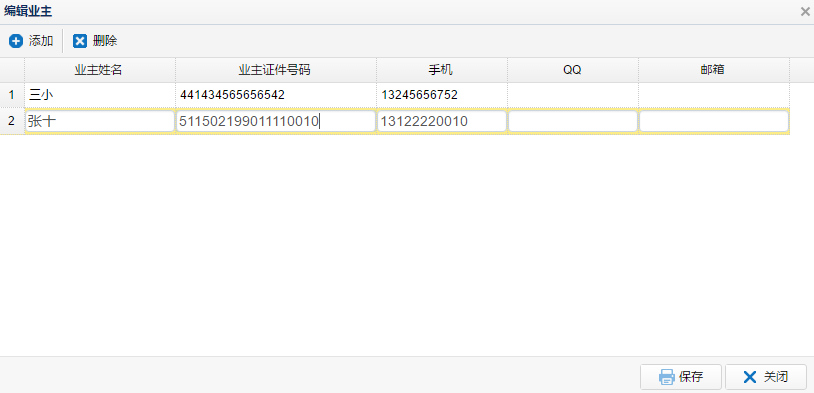 编辑业主
添加 删除
业主姓名 业主证件号码 手机 QQ 邮箱
1 三小 441434565656542 13245656752
2 张十 511502199011110010 13122220010
保存 关闭